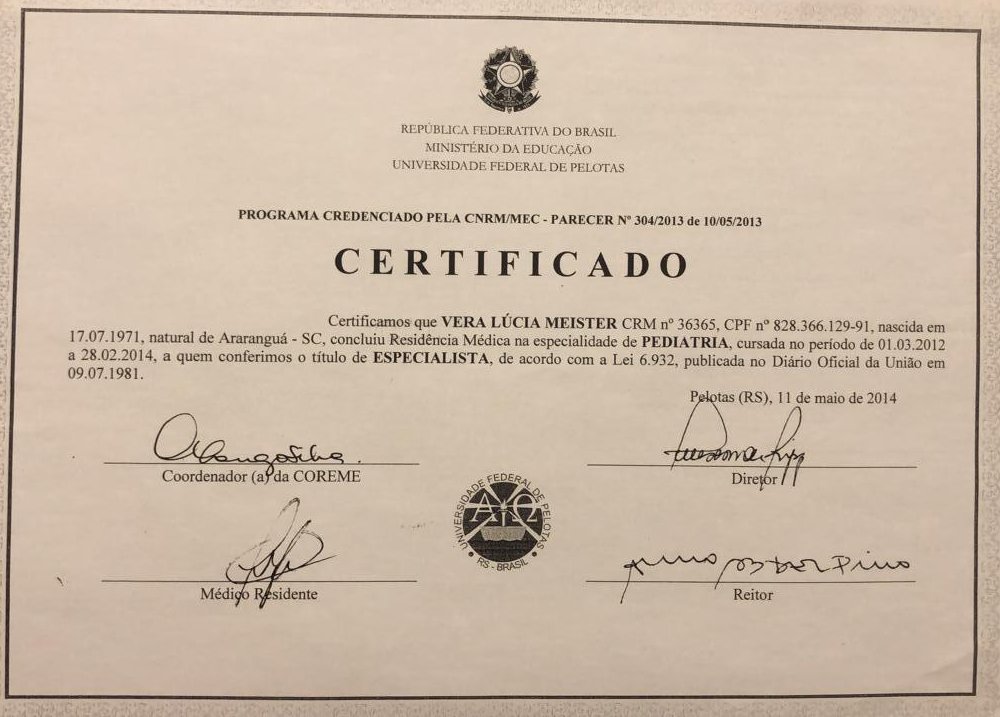 REPÚBLICA FEDERATIVA DO BRASIL
MINISTÉRIO DA EDUCAÇÃO
UNIVERSIDADE FEDERAL DE PELOTAS
PROGRAMA CREDENCIADO PELA CNRM/MEC - PARECER Nº 304/2013 de 10/05/2013
CERTIFICADO
Certificamos que VERA LÚCIA MEISTER CRM nº 36365, CPF nº 828.366.129-91, nascida em
17.07.1971, natural de Araranguá - SC, concluiu Residência Médica na especialidade de PEDIATRIA, cursada no período de 01.03.2012
a 28.02.2014, a quem conferimos o título de ESPECIALISTA, de acordo com a Lei 6.932, publicada no Diário Oficial da União em
09.07.1981.
Pelotas (RS), 11 de maio de 2014
Coordenador (a) da COREME
Diretor
UNIVERSIDADE FEDERAL DE PELOTAS
Α Ω
RS - BRASIL
Médico Residente
Reitor